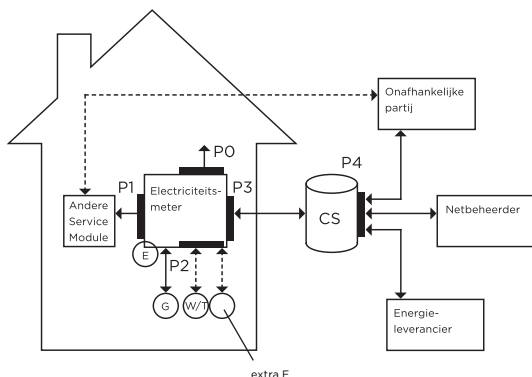 Onafhankelijke
partij
P0
P4
P1
Electriciteits-
meter
P3
Andere
Service
Module
CS
Netbeheerder
E
P2
G
W/T
Energie-
leverancier
extra E